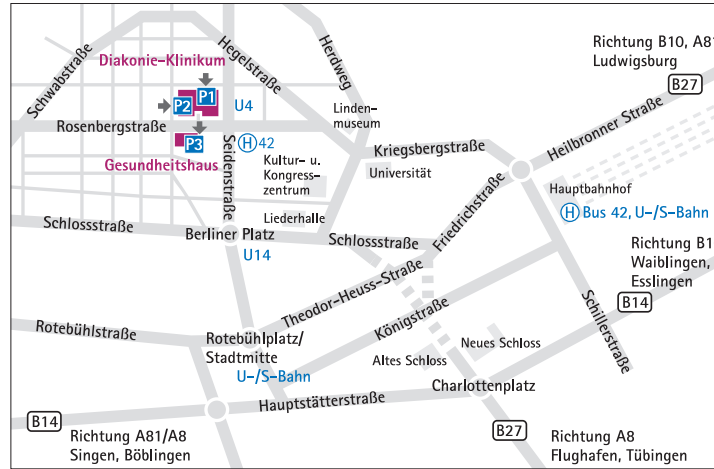 Schwabstraße
Hegelstraße
Herdweg
Richtung B10, A81
Ludwigsburg
B27
Diakonie-Klinikum
P1
P2
U4
Linden-
museum
Heilbronner Straße
Rosenbergstraße
P3
H 42
Kriegsbergstraße
Gesundheitshaus
Seidenstraße
Kultur- u.
Kongress-
zentrum
Universität
Hauptbahnhof
H Bus 42, U-/S-Bahn
Liederhalle
Friedrichstraße
Schlossstraße
Berliner Platz
Schlossstraße
U14
Richtung B1
Waiblingen,
Esslingen
B14
Theodor-Heuss-Straße
Königstraße
Schillerstraße
Rotebühlstraße
Rotebühlplatz/
Stadtmitte
U-/S-Bahn
Neues Schloss
Altes Schloss
Charlottenplatz
Hauptstätterstraße
B14
Richtung A81/A8
Singen, Böblingen
B27
Richtung A8
Flughafen, Tübingen